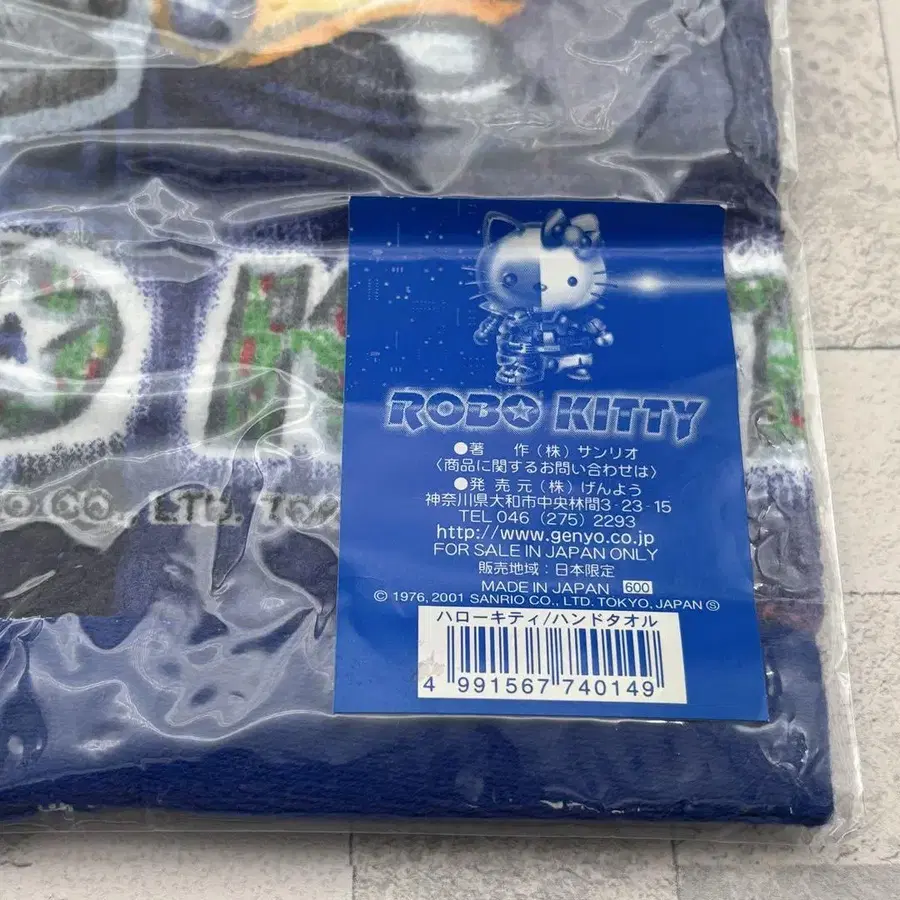 ROBO KITTY
●著 作(株)サンリオ
〈商品に関するお問い合わせは〉
●発 売 元(株)げんよう
神奈川県大和市中央林間3-23-15
TEL 046 (275) 2293
http://www.genyo.co.jp
FOR SALE IN JAPAN ONLY
販売地域:日本限定
MADE IN JAPAN 600
© 1976, 2001 SANRIO CO., LTD. TOKYO, JAPAN Ⓢ
ハローキティ/ハンドタオル
4 991567 740149
O K
O CO., LTD. TO